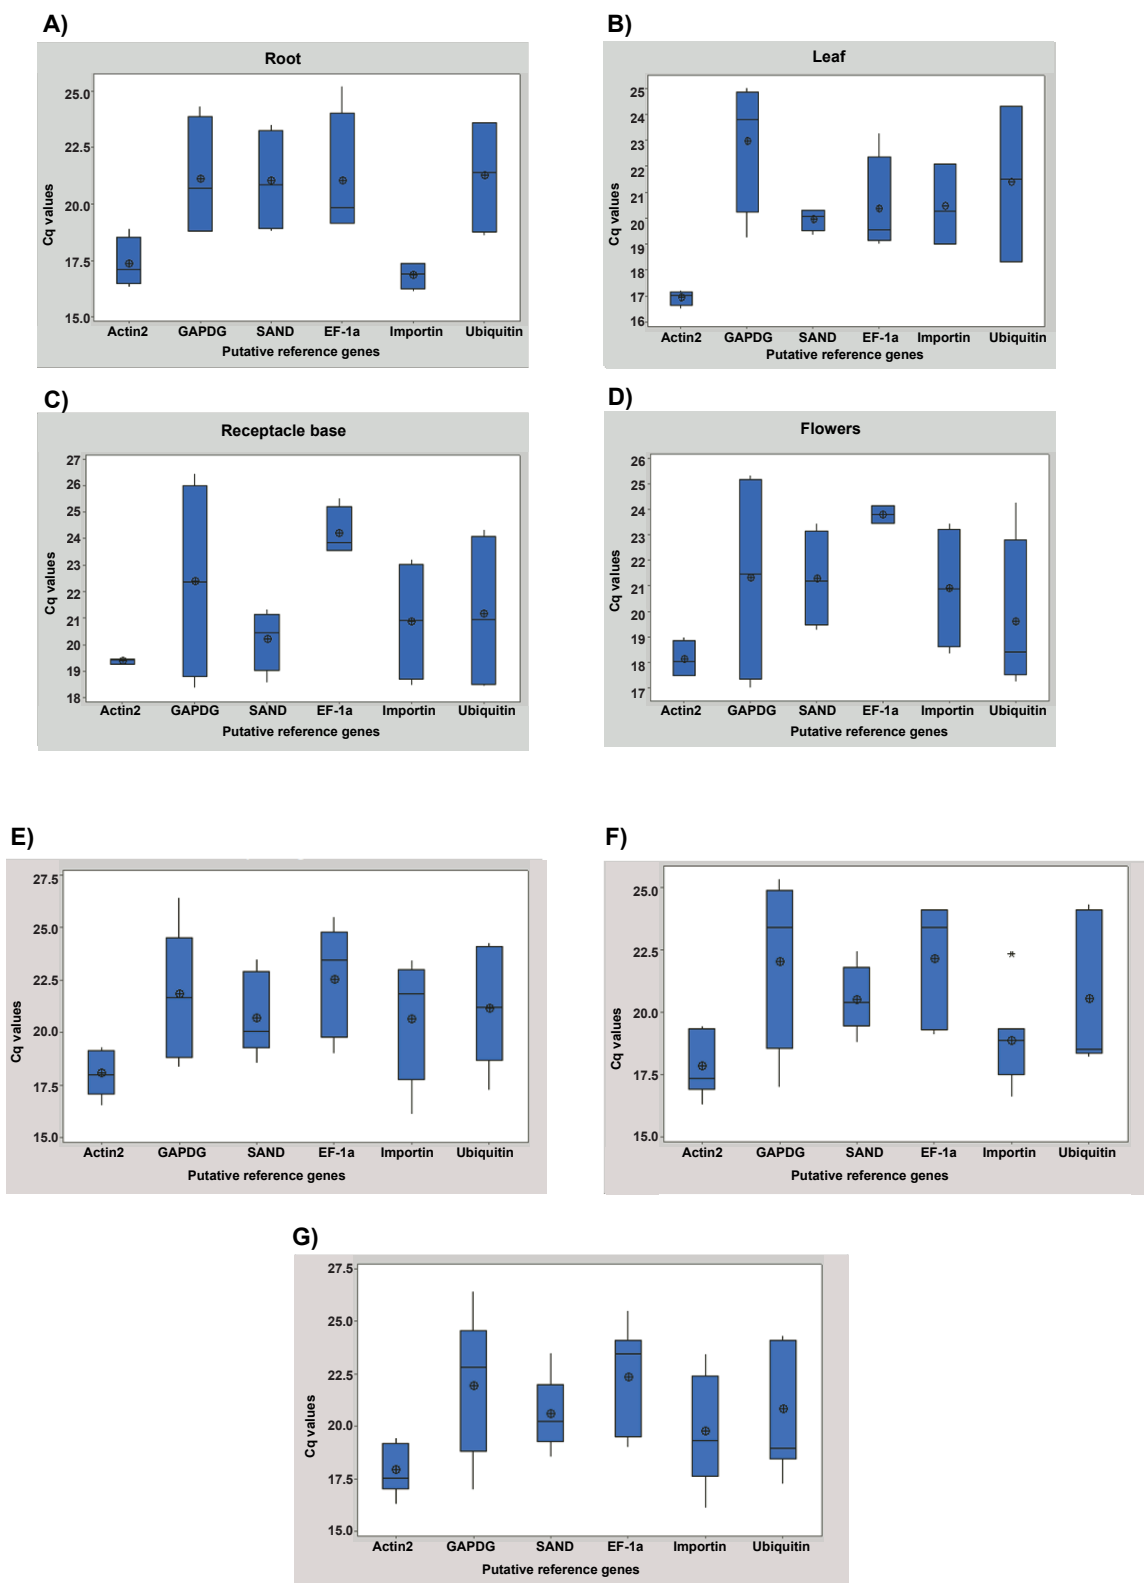 A)
Root
Cq values
25.0
22.5
20.0
17.5
15.0
Actin2 GAPDG SAND EF-1a Importin Ubiquitin
Putative reference genes
B)
Leaf
Cq values
25
24
23
22
21
20
19
18
17
16
Actin2 GAPDG SAND EF-1a Importin Ubiquitin
Putative reference genes
C)
Receptacle base
Cq values
27
26
25
24
23
22
21
20
19
18
Actin2 GAPDG SAND EF-1a Importin Ubiquitin
Putative reference genes
D)
Flowers
Cq values
26
25
24
23
22
21
20
19
18
17
Actin2 GAPDG SAND EF-1a Importin Ubiquitin
Putative reference genes
E)
Cq values
27.5
25.0
22.5
20.0
17.5
15.0
Actin2 GAPDG SAND EF-1a Importin Ubiquitin
Putative reference genes
F)
Cq values
25.0
22.5
20.0
17.5
15.0
Actin2 GAPDG SAND EF-1a Importin Ubiquitin
Putative reference genes
G)
Cq values
27.5
25.0
22.5
20.0
17.5
15.0
Actin2 GAPDG SAND EF-1a Importin Ubiquitin
Putative reference genes